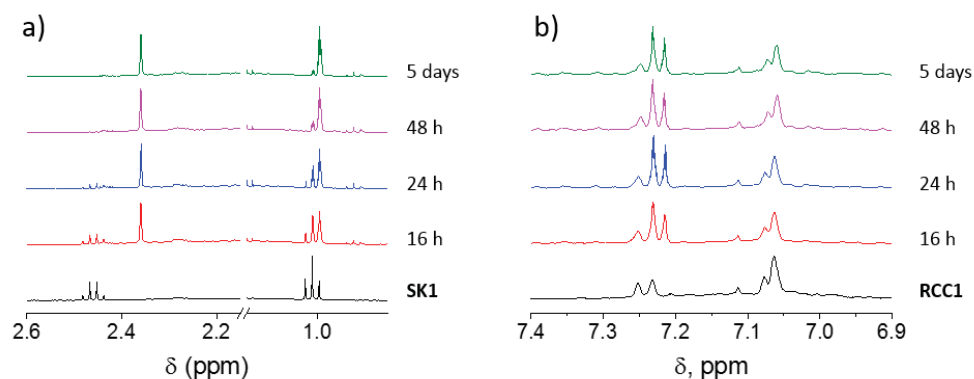 a)
5 days
48 h
24 h
16 h
SK1
2.6 2.4 2.2 1.0
δ (ppm)
b)
5 days
48 h
24 h
16 h
RCC1
7.4 7.3 7.2 7.1 7.0 6.9
δ, ppm